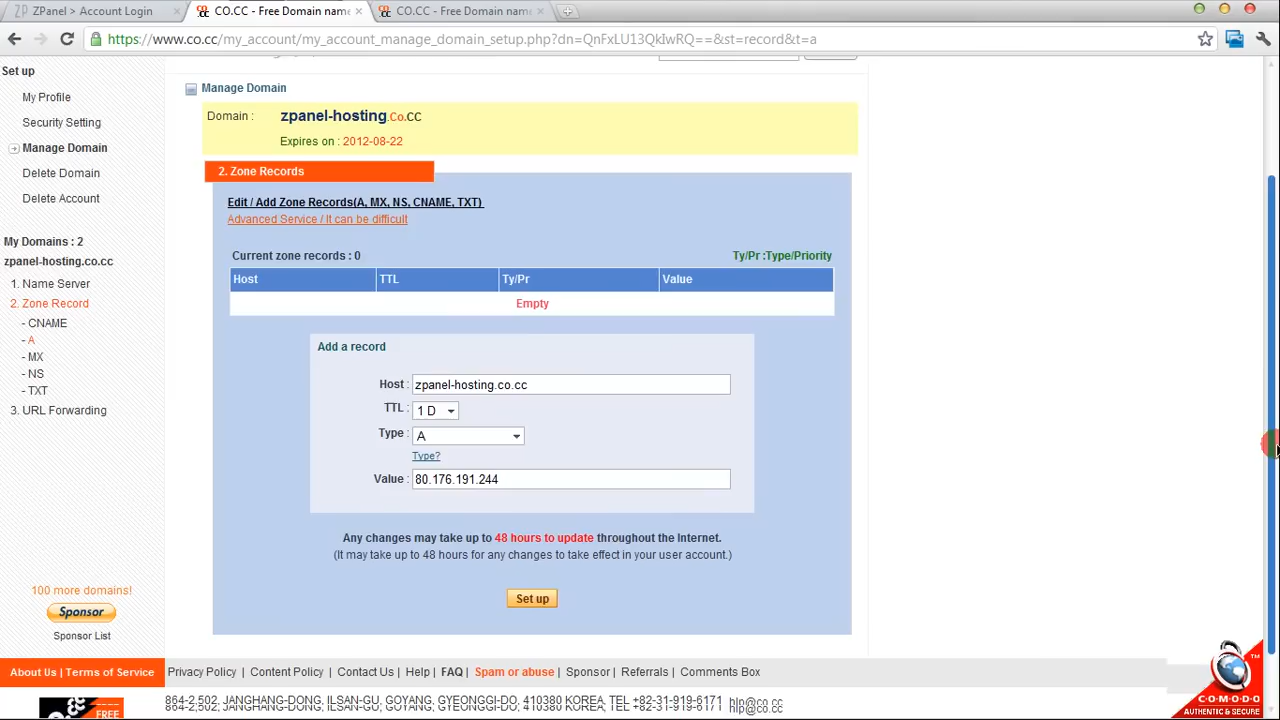 ZPanel > Account Login
CO.CC - Free Domain name
CO.CC - Free Domain name
https://www.co.cc/my_account/my_account_manage_domain_setup.php?dn=QnFxLU13QkIwRQ==&st=record&t=a
Set up
My Profile
Security Setting
Manage Domain
Delete Domain
Delete Account
My Domains : 2
zpanel-hosting.co.cc
1. Name Server
2. Zone Record
- CNAME
- A
- MX
- NS
- TXT
3. URL Forwarding
100 more domains!
Sponsor
Sponsor List
Manage Domain
Domain : zpanel-hosting.Co.CC
Expires on : 2012-08-22
2. Zone Records
Edit / Add Zone Records(A, MX, NS, CNAME, TXT)
Advanced Service / It can be difficult
Current zone records : 0 Ty/Pr :Type/Priority
Host TTL Ty/Pr Value
Empty
Add a record
Host : zpanel-hosting.co.cc
TTL : 1 D
Type : A
Type?
Value : 80.176.191.244
Any changes may take up to 48 hours to update throughout the Internet.
(It may take up to 48 hours for any changes to take effect in your user account.)
Set up
About Us | Terms of Service
Privacy Policy | Content Policy | Contact Us | Help | FAQ | Spam or abuse | Sponsor | Referrals | Comments Box
864-2,502, JANGHANG-DONG, ILSAN-GU, GOYANG, GYEONGGI-DO, 410380 KOREA, TEL +82-31-919-6171 help@co.cc
FREE
COMODO
AUTHENTIC & SECURE
TM